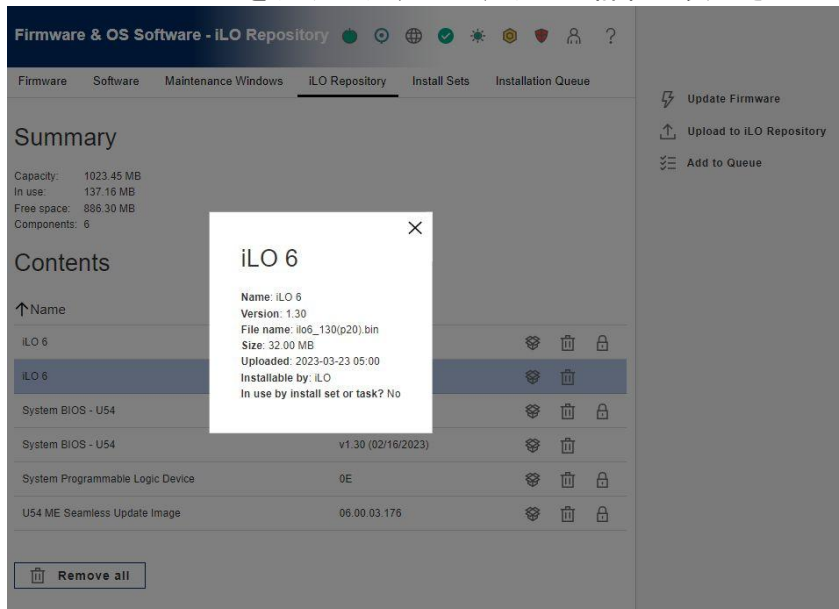 Firmware & OS Software - iLO Repository
Firmware Software Maintenance Windows iLO Repository Install Sets Installation Queue
Update Firmware
Upload to iLO Repository
Add to Queue
Summary
Capacity: 1023.45 MB
In use: 137.16 MB
Free space: 886.30 MB
Components: 6
Contents
Name
iLO 6
iLO 6
System BIOS - U54
System BIOS - U54 v1.30 (02/16/2023)
System Programmable Logic Device 0E
U54 ME Seamless Update Image 06.00.03.176
Remove all
iLO 6
Name: iLO 6
Version: 1.30
File name: ilo6_130(p20).bin
Size: 32.00 MB
Uploaded: 2023-03-23 05:00
Installable by: iLO
In use by install set or task? No